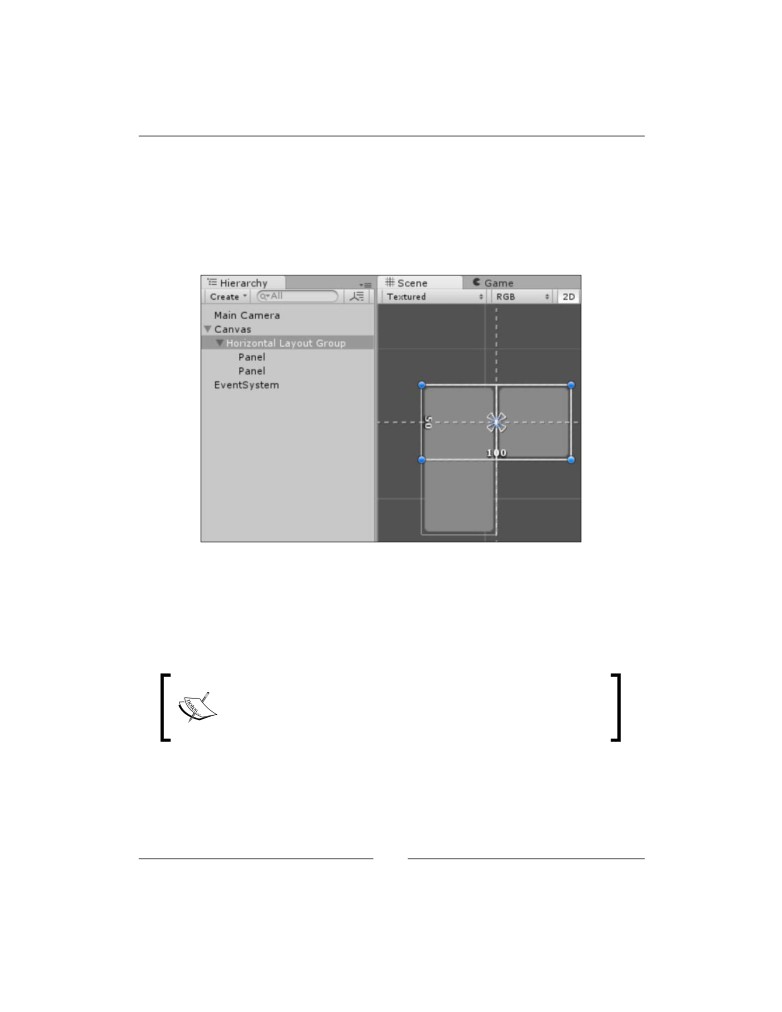 Hierarchy
Create
All
Main Camera
Canvas
Horizontal Layout Group
Panel
Panel
EventSystem
Scene
Game
Textured
RGB
2D
50
100